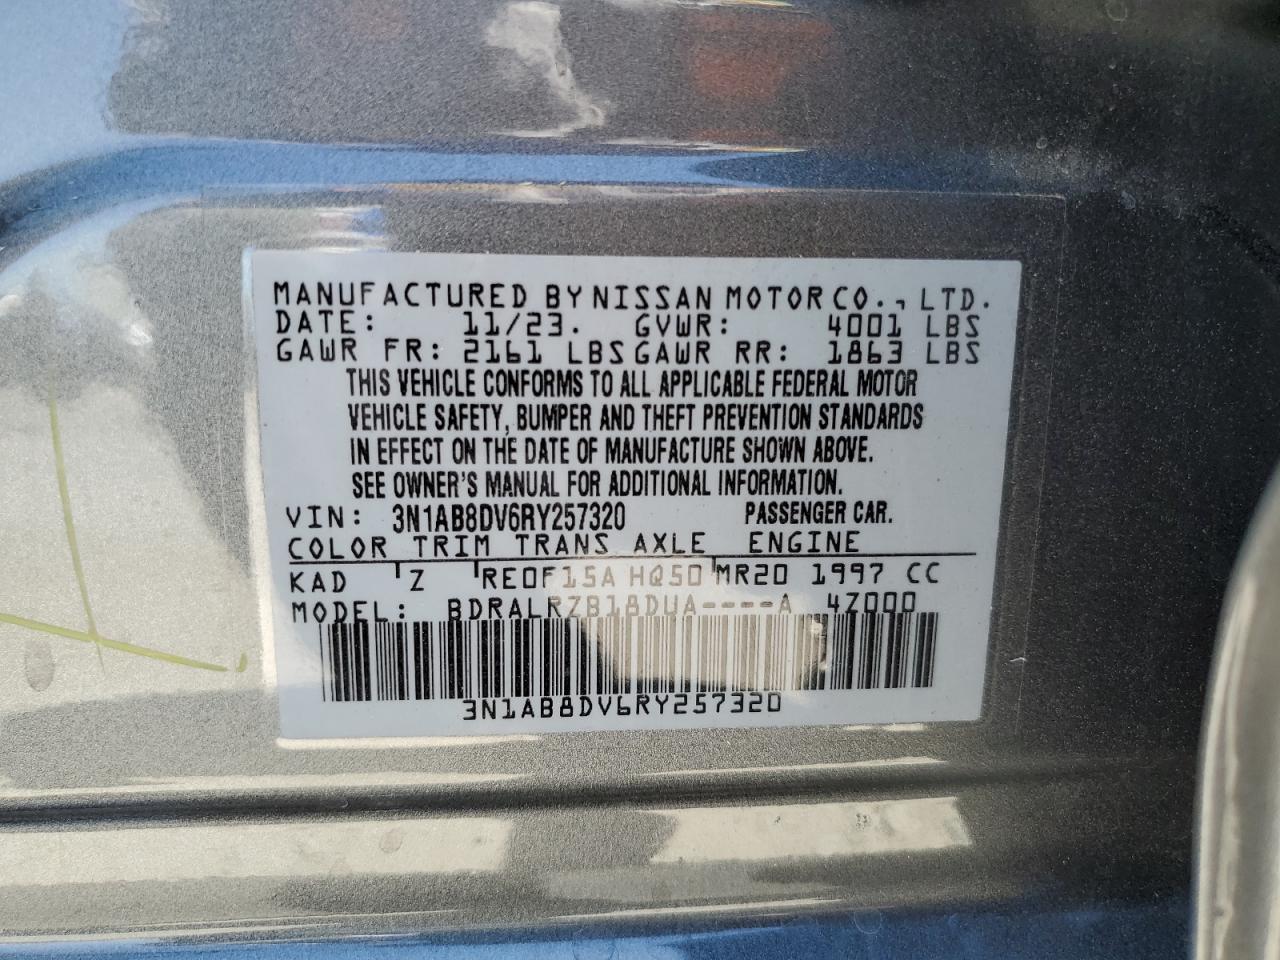 MANUFACTURED BY NISSAN MOTOR CO., LTD.
DATE: 11/23. GVWR: 4001 LBS
GAWR FR: 2161 LBS GAWR RR: 1863 LBS
THIS VEHICLE CONFORMS TO ALL APPLICABLE FEDERAL MOTOR
VEHICLE SAFETY, BUMPER AND THEFT PREVENTION STANDARDS
IN EFFECT ON THE DATE OF MANUFACTURE SHOWN ABOVE.
SEE OWNER'S MANUAL FOR ADDITIONAL INFORMATION.
VIN: 3N1AB8DV6RY257320 PASSENGER CAR.
COLOR TRIM TRANS AXLE ENGINE
KAD Z RE0F15A HQ50 MR20 1997 CC
MODEL: BDRALRZB18DUA----A 4Z000
3N1AB8DV6RY257320